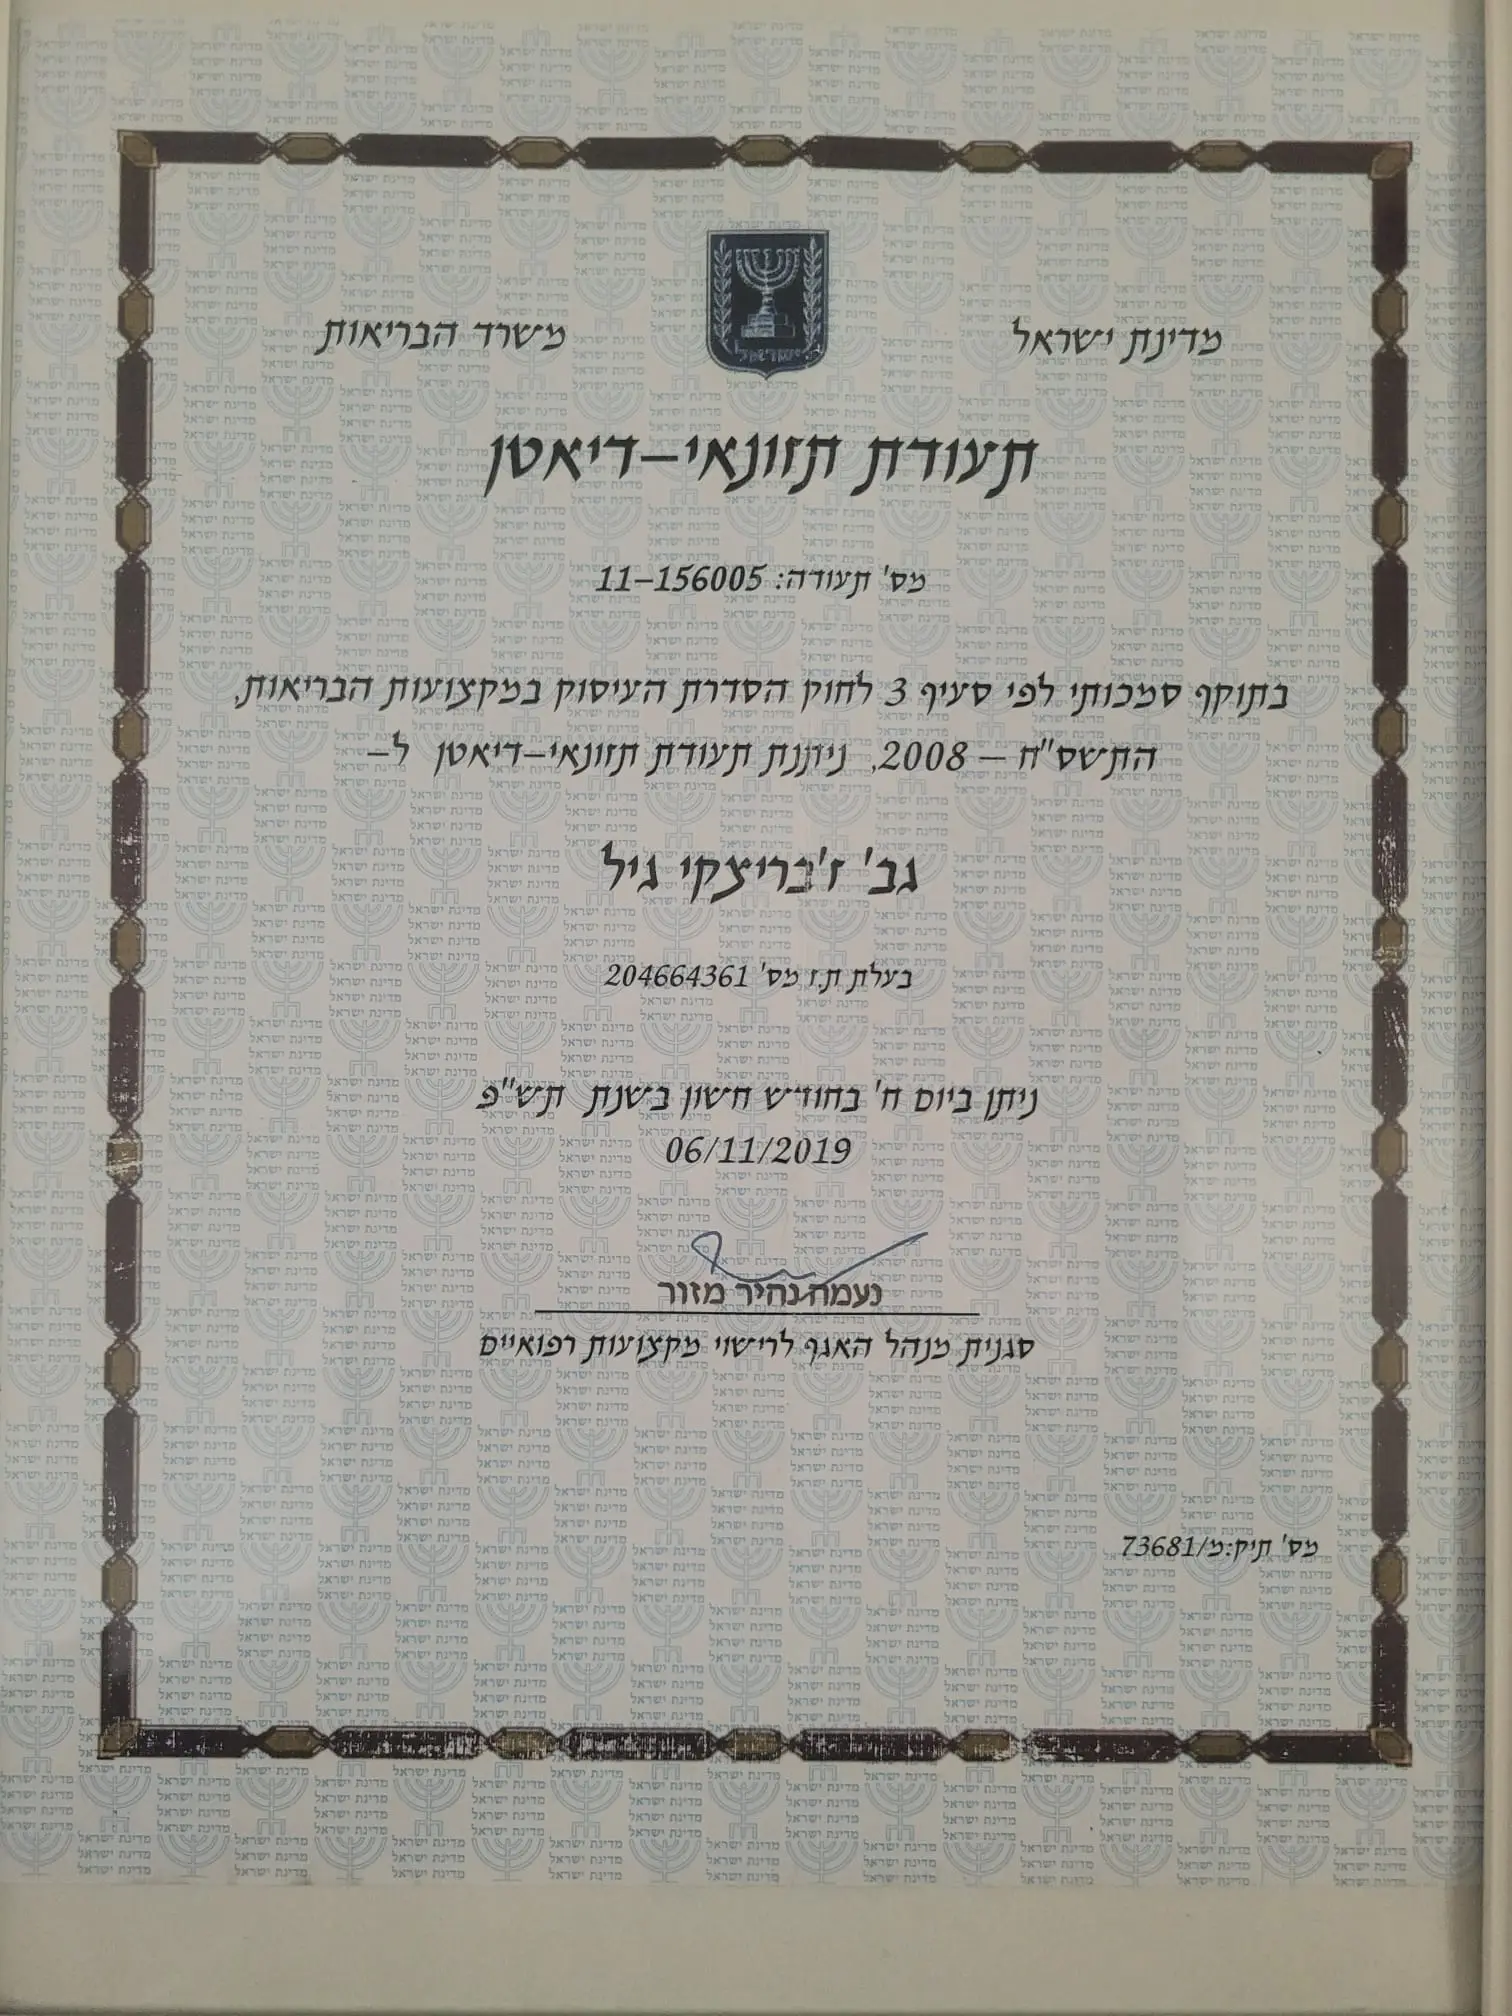 מדינת ישראל
משרד הבריאות
תעודת תזונאי-דיאטן
מס' תעודה: 11-156005
בתוקף סמכותי לפי סעיף 3 לחוק הסדרת העיסוק במקצועות הבריאות,
התשס"ח – 2008, ניתנת תעודת תזונאי-דיאטן ל-
גב' ז'בריצקי גיל
בעלת ת.ז מס' 204664361
ניתן ביום ח' בחודש חשון בשנת תש"פ
06/11/2019
נעמה נהיר מזור
סגנית מנהל האגף לרישוי מקצועות רפואיים
מס' תיק:מ/73681